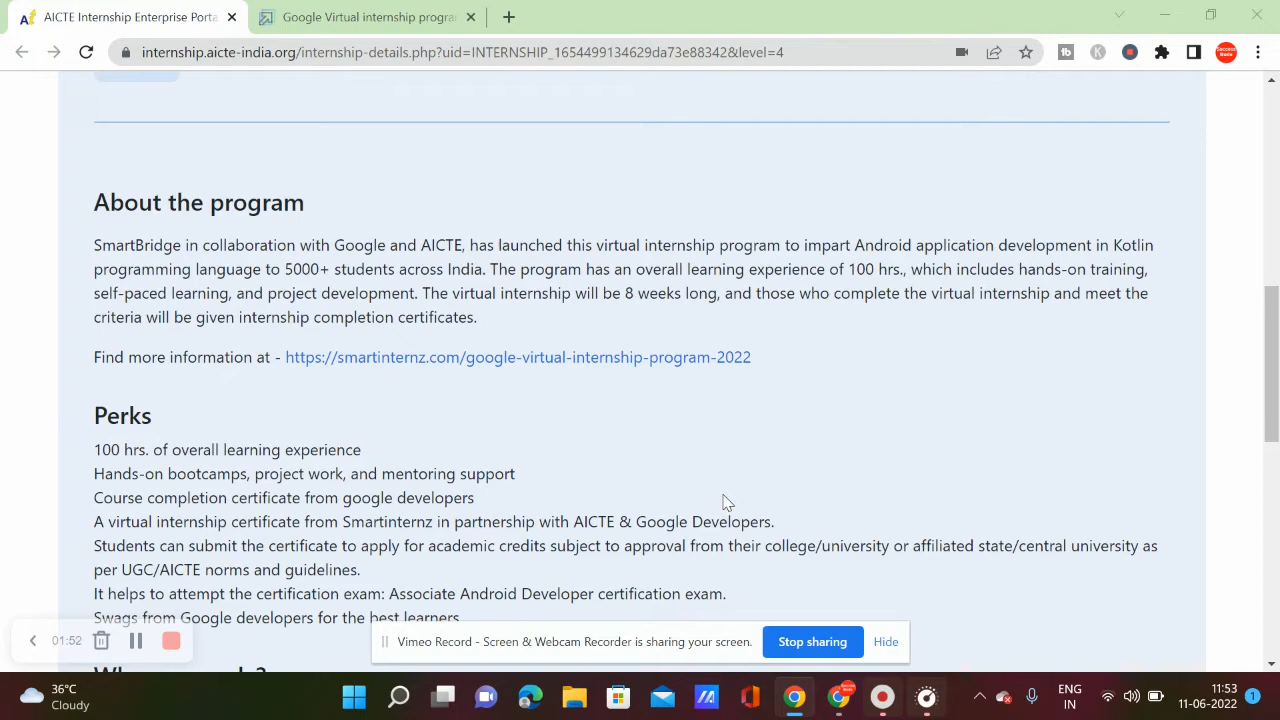 AICTE Internship Enterprise Porta
Google Virtual internship progra
internship.aicte-india.org/internship-details.php?uid=INTERNSHIP_1654499134629da73e88342&level=4
About the program
SmartBridge in collaboration with Google and AICTE, has launched this virtual internship program to impart Android application development in Kotlin
programming language to 5000+ students across India. The program has an overall learning experience of 100 hrs., which includes hands-on training,
self-paced learning, and project development. The virtual internship will be 8 weeks long, and those who complete the virtual internship and meet the
criteria will be given internship completion certificates.
Find more information at - https://smartinternz.com/google-virtual-internship-program-2022
Perks
100 hrs. of overall learning experience
Hands-on bootcamps, project work, and mentoring support
Course completion certificate from google developers
A virtual internship certificate from Smartinternz in partnership with AICTE & Google Developers.
Students can submit the certificate to apply for academic credits subject to approval from their college/university or affiliated state/central university as
per UGC/AICTE norms and guidelines.
It helps to attempt the certification exam: Associate Android Developer certification exam.
Swags from Google developers for the best learners
01:52
Vimeo Record - Screen & Webcam Recorder is sharing your screen. Stop sharing Hide
36°C
Cloudy
ENG
IN
11:53
11-06-2022
1